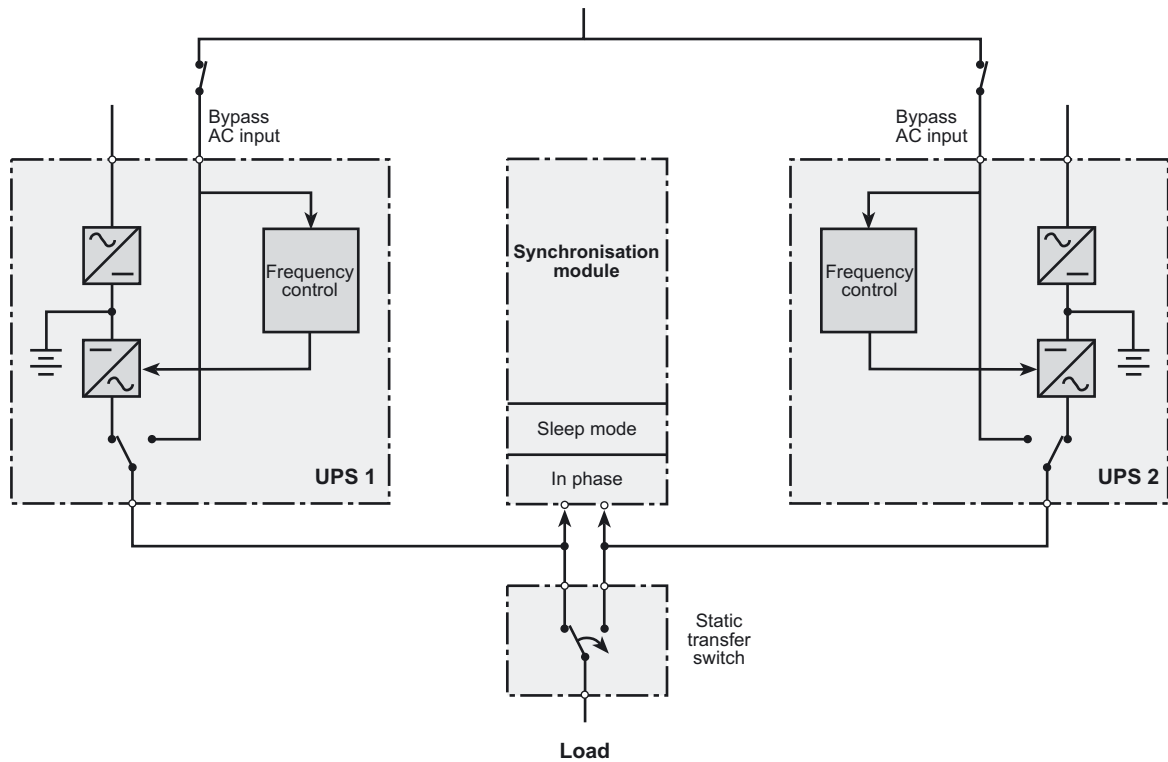 Bypass
AC input
Bypass
AC input
Frequency
control
Synchronisation
module
Frequency
control
Sleep mode
In phase
UPS 1
UPS 2
Static
transfer
switch
Load